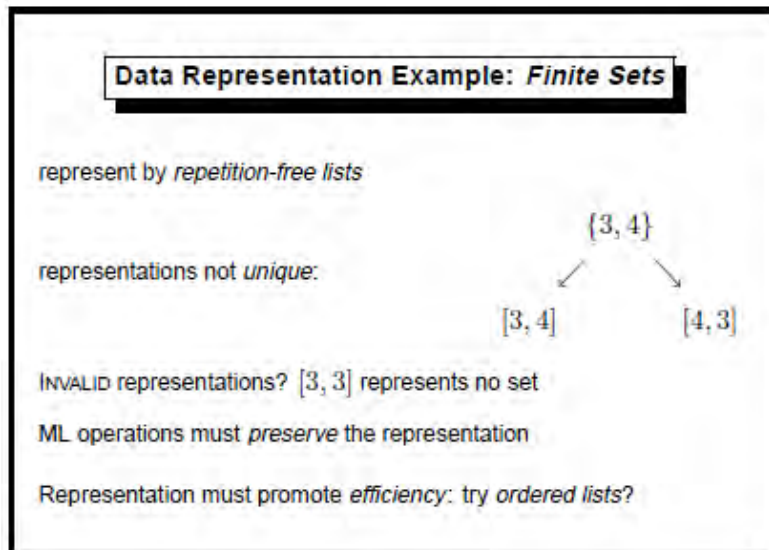 Data Representation Example: Finite Sets
represent by repetition-free lists
{3, 4}
representations not unique:
↙ ↘
[3, 4] [4, 3]
INVALID representations? [3, 3] represents no set
ML operations must preserve the representation
Representation must promote efficiency: try ordered lists?